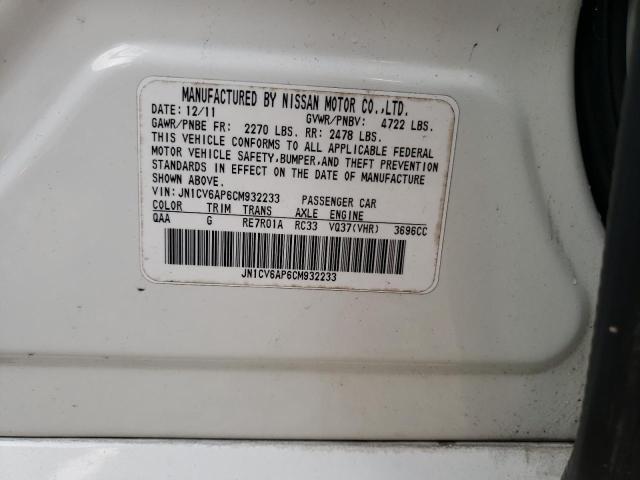 MANUFACTURED BY NISSAN MOTOR CO.,LTD.
DATE: 12/11 GVWR/PNBV: 4722 LBS.
GAWR/PNBE FR: 2270 LBS. RR: 2478 LBS.
THIS VEHICLE CONFORMS TO ALL APPLICABLE FEDERAL
MOTOR VEHICLE SAFETY,BUMPER,AND THEFT PREVENTION
STANDARDS IN EFFECT ON THE DATE OF MANUFACTURE
SHOWN ABOVE.
VIN: JN1CV6AP6CM932233 PASSENGER CAR
COLOR TRIM TRANS AXLE ENGINE
QAA G RE7R01A RC33 VQ37(VHR) 3696CC
JN1CV6AP6CM932233